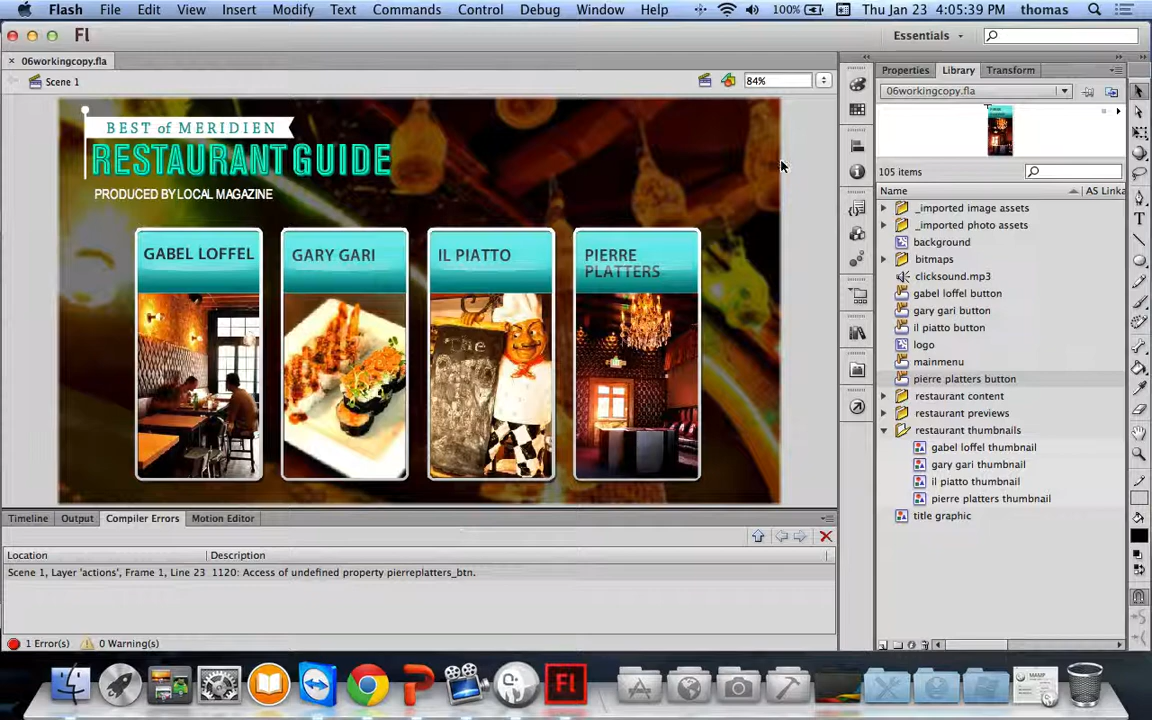 Flash File Edit View Insert Modify Text Commands Control Debug Window Help 100% Thu Jan 23 4:05:39 PM thomas
Fl Essentials
06workingcopy.fla
Scene 1 84%
BEST of MERIDIEN
RESTAURANT GUIDE
PRODUCED BY LOCAL MAGAZINE
GABEL LOFFEL
GARY GARI
IL PIATTO
PIERRE
PLATTERS
the
Properties Library Transform
06workingcopy.fla
105 items
Name AS Linka
_imported image assets
_imported photo assets
background
bitmaps
clicksound.mp3
gabel loffel button
gary gari button
il piatto button
logo
mainmenu
pierre platters button
restaurant content
restaurant previews
restaurant thumbnails
gabel loffel thumbnail
gary gari thumbnail
il piatto thumbnail
pierre platters thumbnail
title graphic
Timeline Output Compiler Errors Motion Editor
Location Description
Scene 1, Layer 'actions', Frame 1, Line 23 1120: Access of undefined property pierreplatters_btn.
1 Error(s) 0 Warning(s)
Fl
MAMP